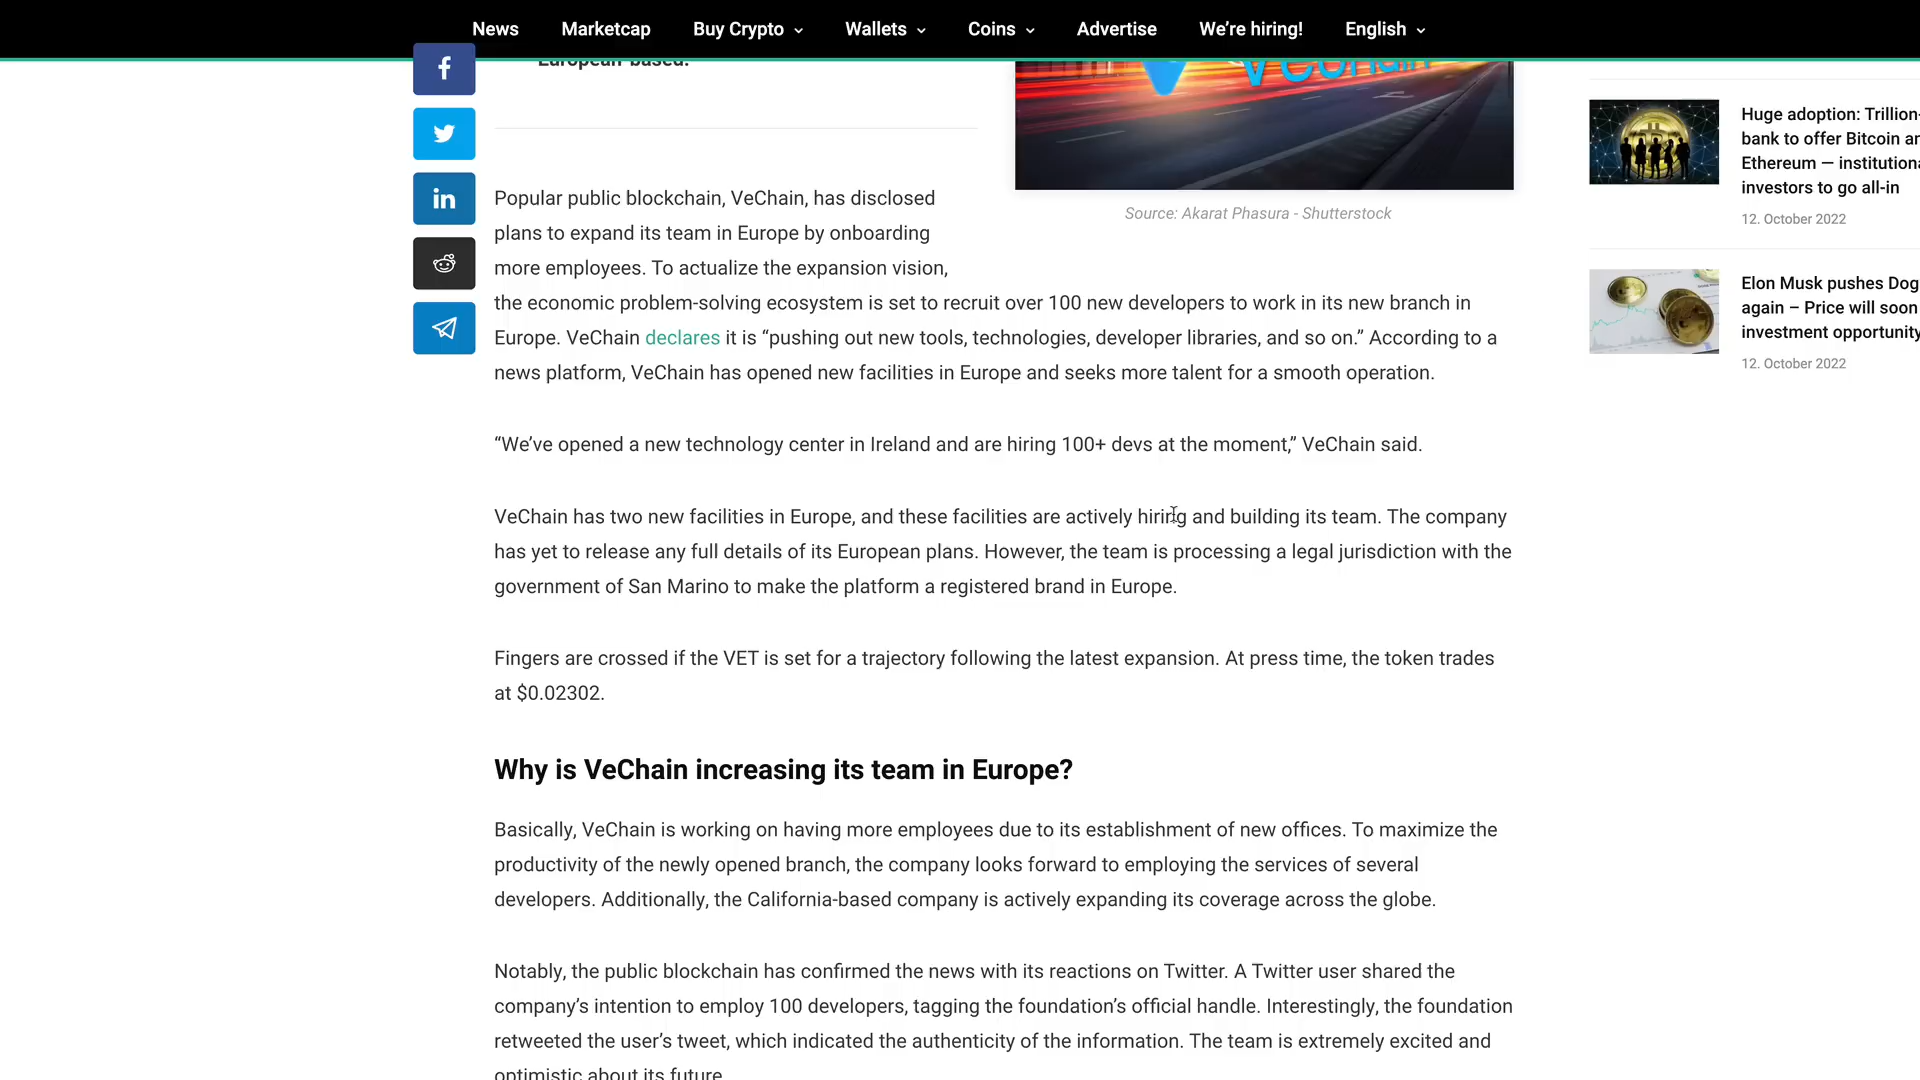 News Marketcap Buy Crypto Wallets Coins Advertise We're hiring! English
European-based.
VeChain
Source: Akarat Phasura - Shutterstock
Popular public blockchain, VeChain, has disclosed
plans to expand its team in Europe by onboarding
more employees. To actualize the expansion vision,
the economic problem-solving ecosystem is set to recruit over 100 new developers to work in its new branch in
Europe. VeChain declares it is “pushing out new tools, technologies, developer libraries, and so on.” According to a
news platform, VeChain has opened new facilities in Europe and seeks more talent for a smooth operation.
“We’ve opened a new technology center in Ireland and are hiring 100+ devs at the moment,” VeChain said.
VeChain has two new facilities in Europe, and these facilities are actively hiring and building its team. The company
has yet to release any full details of its European plans. However, the team is processing a legal jurisdiction with the
government of San Marino to make the platform a registered brand in Europe.
Fingers are crossed if the VET is set for a trajectory following the latest expansion. At press time, the token trades
at $0.02302.
Why is VeChain increasing its team in Europe?
Basically, VeChain is working on having more employees due to its establishment of new offices. To maximize the
productivity of the newly opened branch, the company looks forward to employing the services of several
developers. Additionally, the California-based company is actively expanding its coverage across the globe.
Notably, the public blockchain has confirmed the news with its reactions on Twitter. A Twitter user shared the
company’s intention to employ 100 developers, tagging the foundation’s official handle. Interestingly, the foundation
retweeted the user’s tweet, which indicated the authenticity of the information. The team is extremely excited and
optimistic about its future.
Huge adoption: Trillion-
bank to offer Bitcoin an
Ethereum — institutiona
investors to go all-in
12. October 2022
Elon Musk pushes Dog
again – Price will soon
investment opportunity
12. October 2022